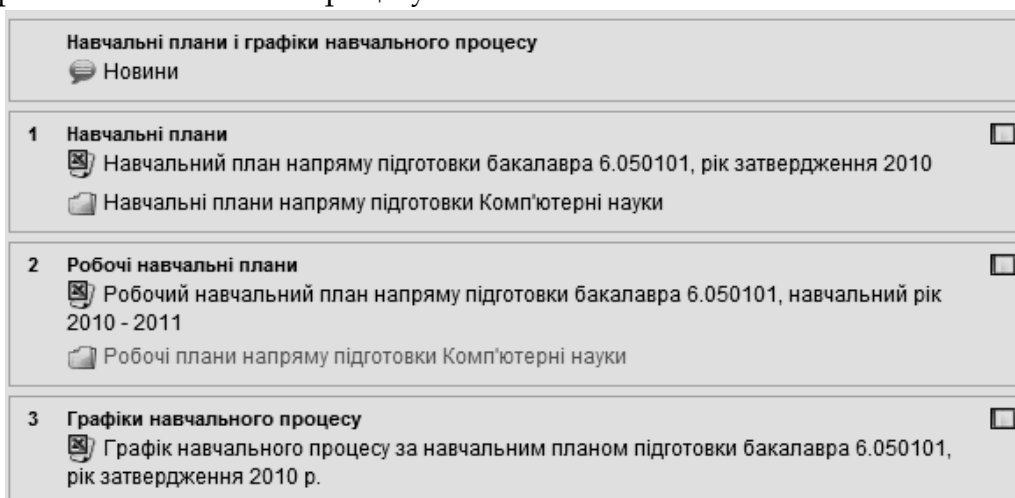 Навчальні плани і графіки навчального процесу
Новини
1 Навчальні плани
Навчальний план напряму підготовки бакалавра 6.050101, рік затвердження 2010
Навчальні плани напряму підготовки Комп'ютерні науки
2 Робочі навчальні плани
Робочий навчальний план напряму підготовки бакалавра 6.050101, навчальний рік
2010 - 2011
Робочі плани напряму підготовки Комп'ютерні науки
3 Графіки навчального процесу
Графік навчального процесу за навчальним планом підготовки бакалавра 6.050101,
рік затвердження 2010 р.